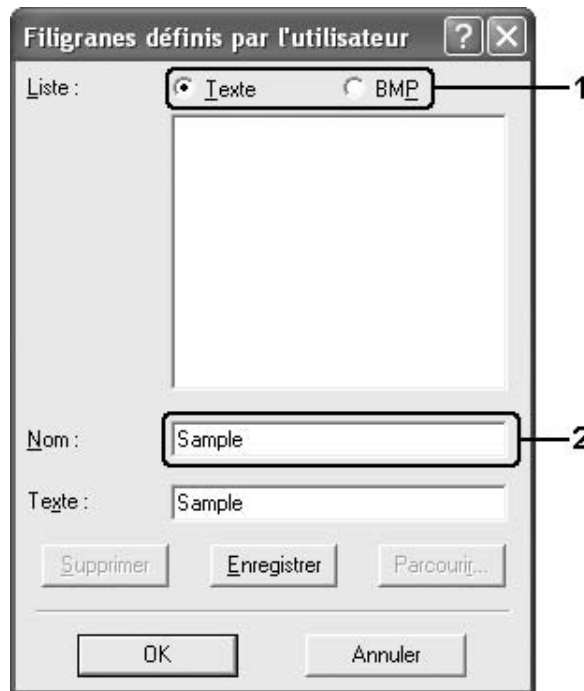 Filigranes définis par l'utilisateur
Liste : Texte BMP 1
Nom : Sample 2
Texte : Sample
Supprimer Enregistrer Parcourir...
OK Annuler